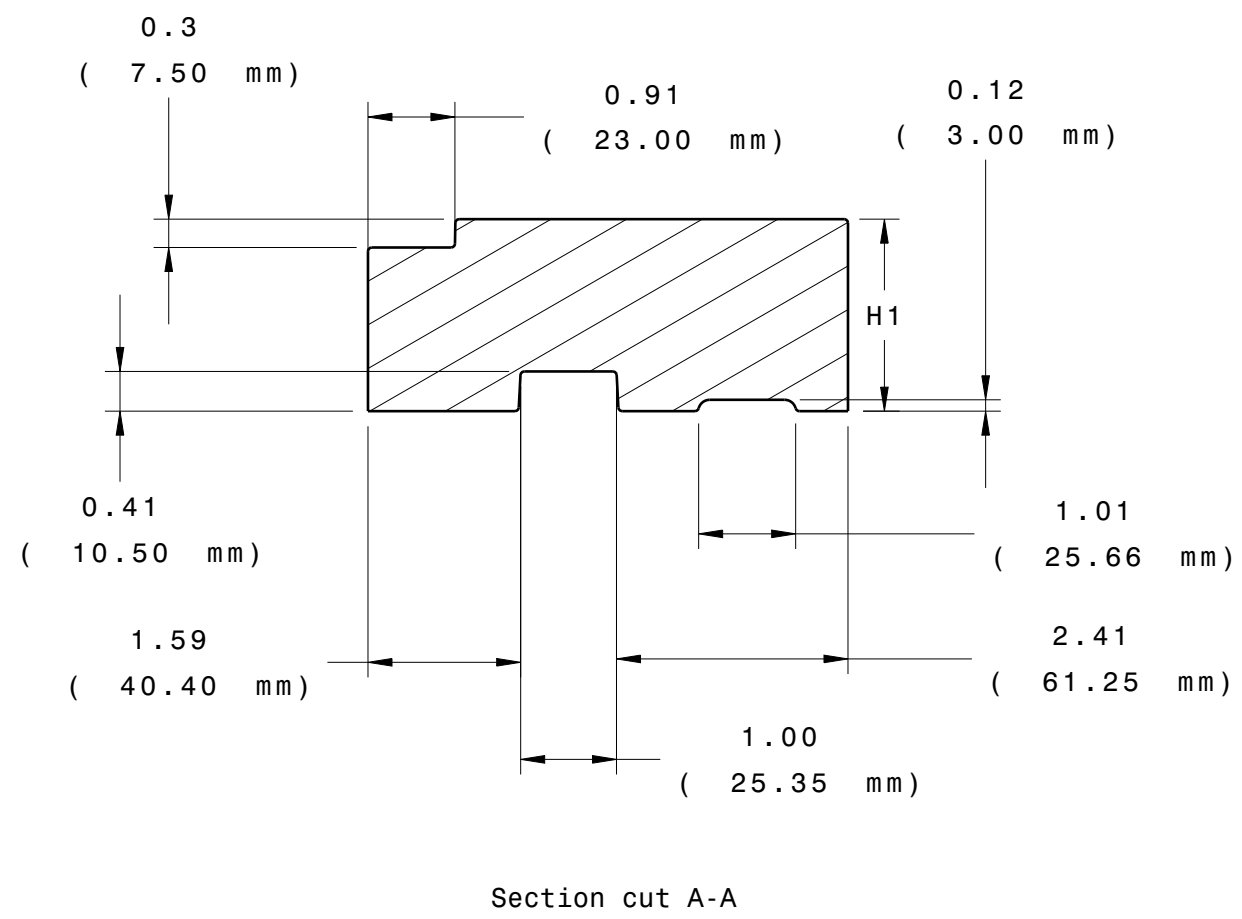 0.3
( 7.50 mm)
0.91
( 23.00 mm)
0.12
( 3.00 mm)
H1
0.41
( 10.50 mm)
1.01
( 25.66 mm)
1.59
( 40.40 mm)
2.41
( 61.25 mm)
1.00
( 25.35 mm)
Section cut A-A